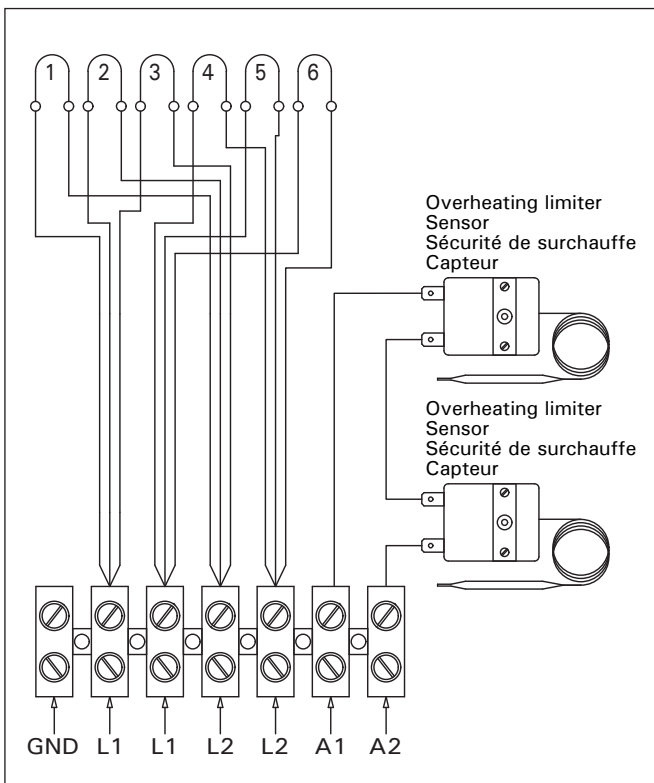 1 2 3 4 5 6
Overheating limiter
Sensor
Sécurité de surchauffe
Capteur
Overheating limiter
Sensor
Sécurité de surchauffe
Capteur
GND L1 L1 L2 L2 A1 A2